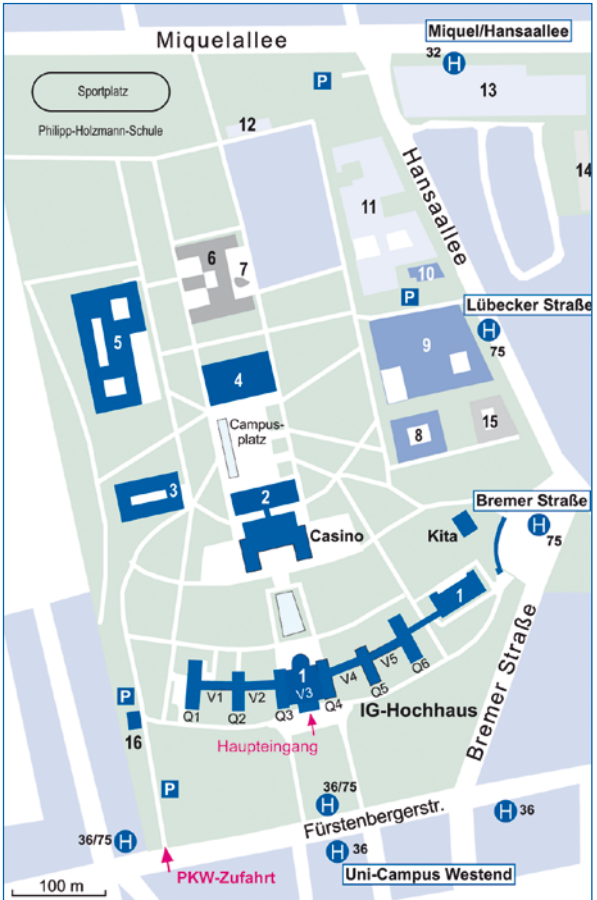 Miquel/Hansaallee
Miquelallee
32
H
P
Sportplatz
13
Philipp-Holzmann-Schule
12
Hansaallee
14
11
6
7
10
P
Lübecker Straße
H
75
5
9
4
Campus-
platz
8
15
3
2
Bremer Straße
Casino
Kita
H
75
1
1
V1
V2
V3
V4
V5
Q1
Q2
Q3
Q4
Q5
Q6
IG-Hochhaus
Bremer Straße
P
16
Haupteingang
P
36/75
H
Fürstenbergerstr.
H
36
36/75
H
H
36
PKW-Zufahrt
Uni-Campus Westend
100 m